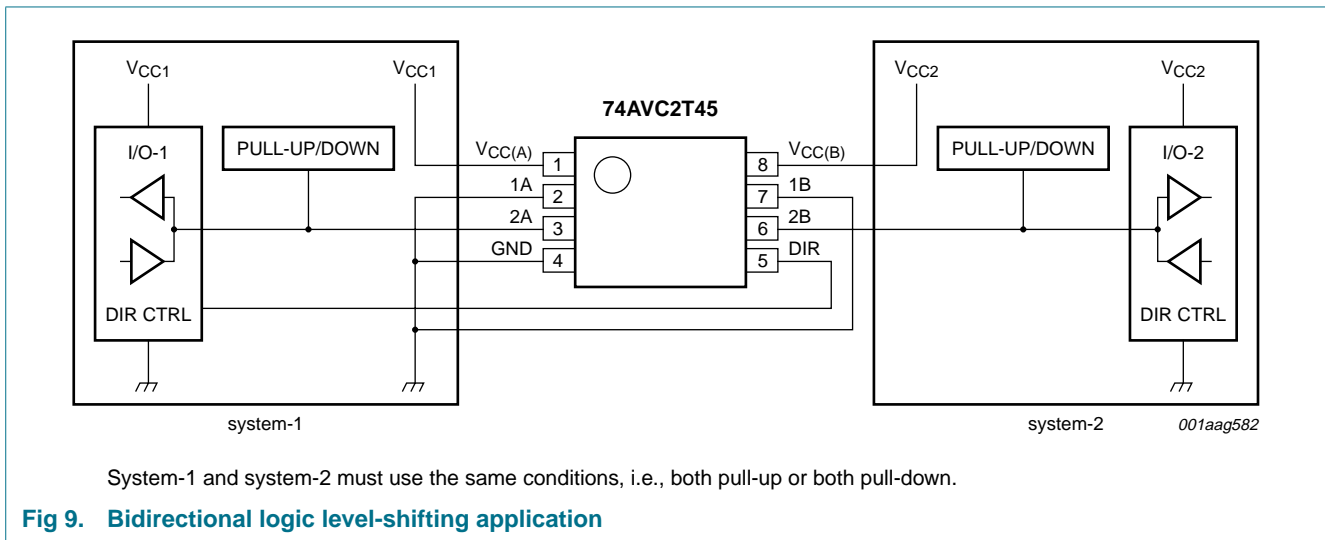 VCC1
VCC1
VCC2
VCC2
74AVC2T45
I/O-1
PULL-UP/DOWN
VCC(A)
1
8
VCC(B)
PULL-UP/DOWN
I/O-2
1A
2
7
1B
2A
3
6
2B
GND
4
5
DIR
DIR CTRL
DIR CTRL
system-1
system-2
001aag582
System-1 and system-2 must use the same conditions, i.e., both pull-up or both pull-down.
Fig 9. Bidirectional logic level-shifting application